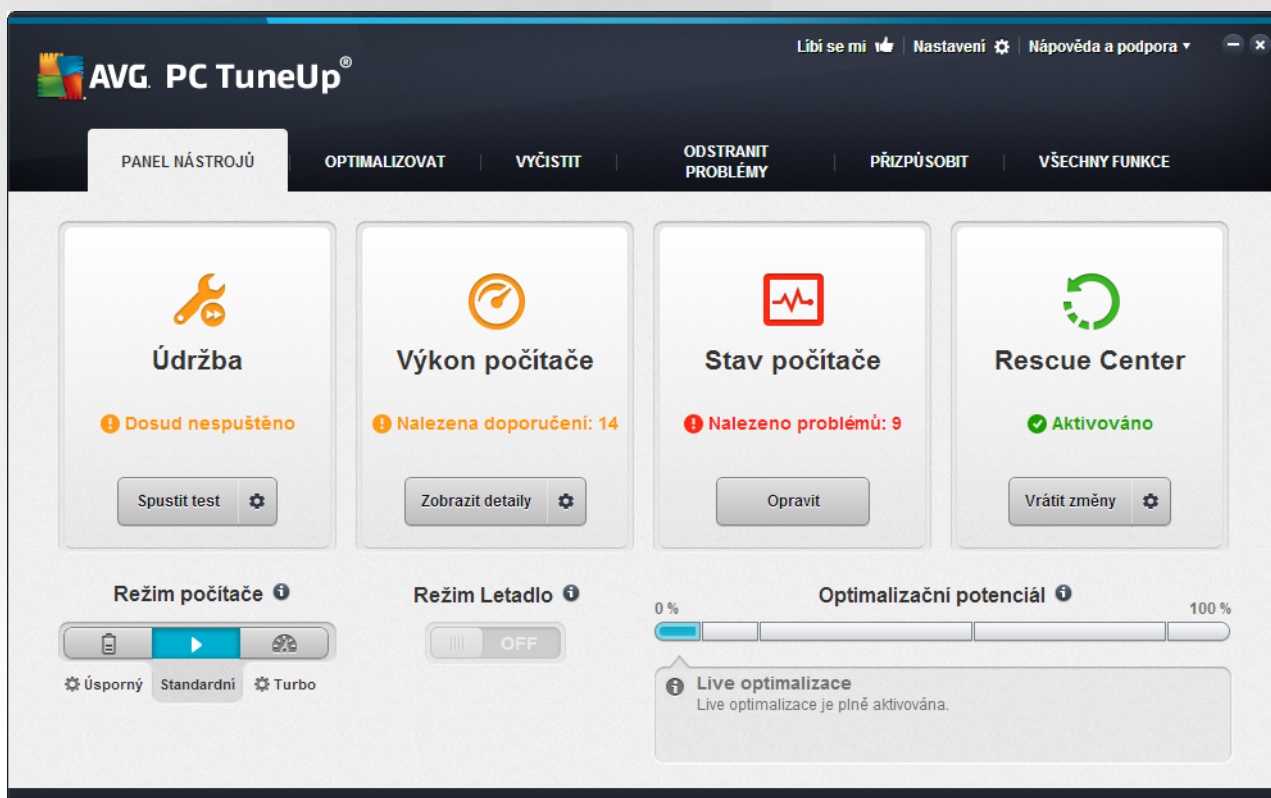 Líbí se mi | Nastavení | Nápověda a podpora
AVG. PC TuneUp®
PANEL NÁSTROJŮ
OPTIMALIZOVAT
VYČISTIT
ODSTRANIT
PROBLÉMY
PŘIZPŮSOBIT
VŠECHNY FUNKCE
Údržba
Dosud nespuštěno
Spustit test
Výkon počítače
Nalezena doporučení: 14
Zobrazit detaily
Stav počítače
Nalezeno problémů: 9
Opravit
Rescue Center
Aktivováno
Vrátit změny
Režim počítače
Úsporný Standardní Turbo
Režim Letadlo
OFF
Optimalizační potenciál
0 % 100 %
Live optimalizace
Live optimalizace je plně aktivována.